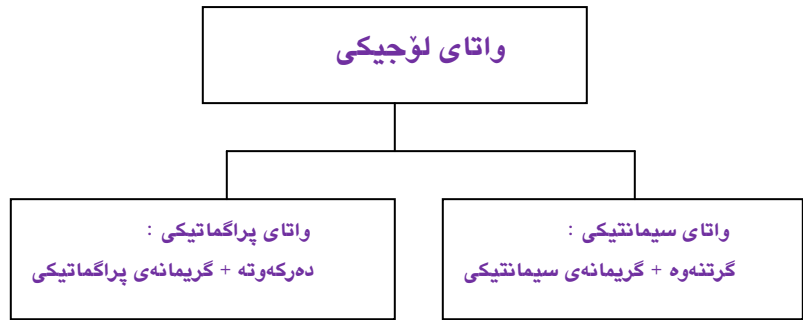 واتای لۆجیکی
واتای سیمانتیکی :
گرتنەوە + گریمانەی سیمانتیکی
واتای پراگماتیکی :
دەرکەوتە + گریمانەی پراگماتیکی